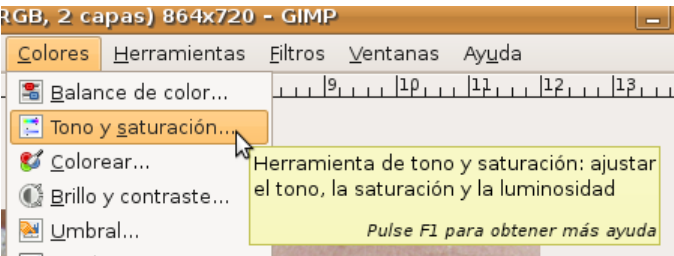 RGB, 2 capas) 864x720 - GIMP
Colores Herramientas Filtros Ventanas Ayuda
9 10 11 12 13
Balance de color...
Tono y saturación...
Colorear...
Brillo y contraste...
Umbral...
Herramienta de tono y saturación: ajustar
el tono, la saturación y la luminosidad
Pulse F1 para obtener más ayuda